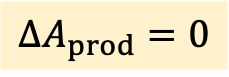 ΔA_prod = 0